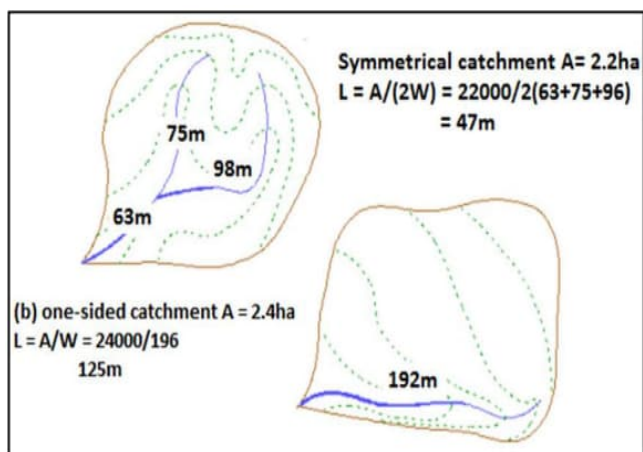 Symmetrical catchment A= 2.2ha
L = A/(2W) = 22000/2(63+75+96)
= 47m
75m
98m
63m
(b) one-sided catchment A = 2.4ha
L = A/W = 24000/196
125m
192m